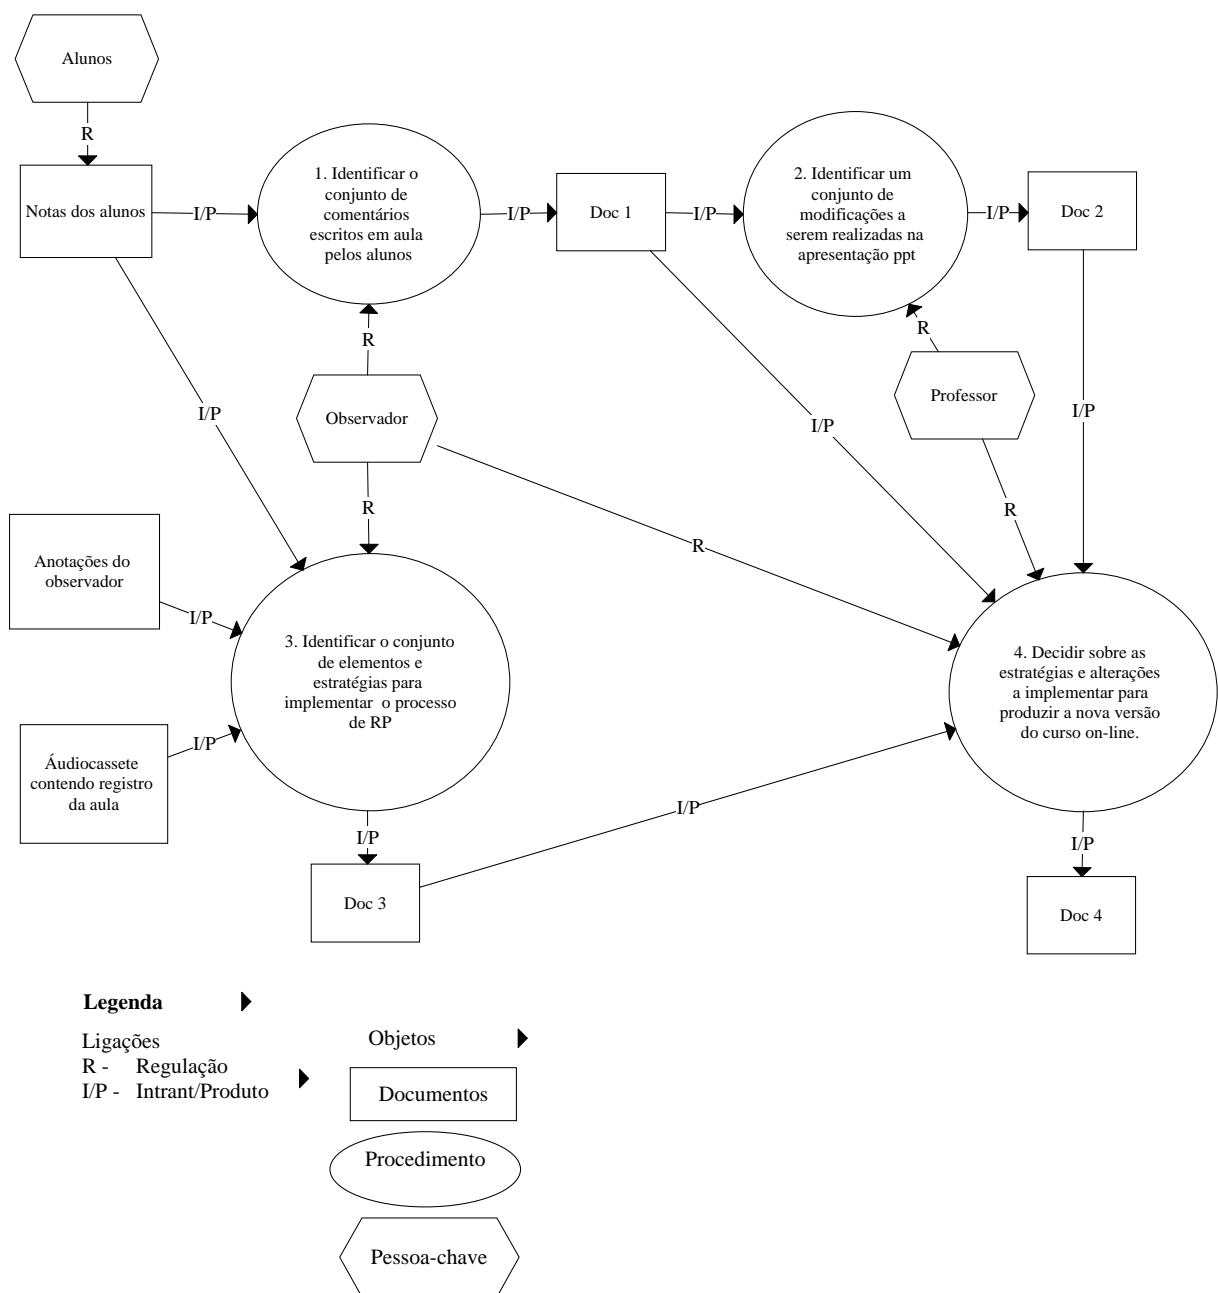 Alunos
R
Notas dos alunos
I/P
1. Identificar o
conjunto de
comentários
escritos em aula
pelos alunos
I/P
Doc 1
I/P
2. Identificar um
conjunto de
modificações a
serem realizadas na
apresentação ppt
I/P
Doc 2
R
R
I/P
Observador
Professor
I/P
I/P
R
R
R
Anotações do
observador
I/P
3. Identificar o conjunto
de elementos e
estratégias para
implementar o processo
de RP
4. Decidir sobre as
estratégias e alterações
a implementar para
produzir a nova versão
do curso on-line.
Áudiocassete
contendo registro
da aula
I/P
I/P
I/P
I/P
Doc 3
Doc 4
Legenda
Ligações
R - Regulação
I/P - Intrant/Produto
Objetos
Documentos
Procedimento
Pessoa-chave